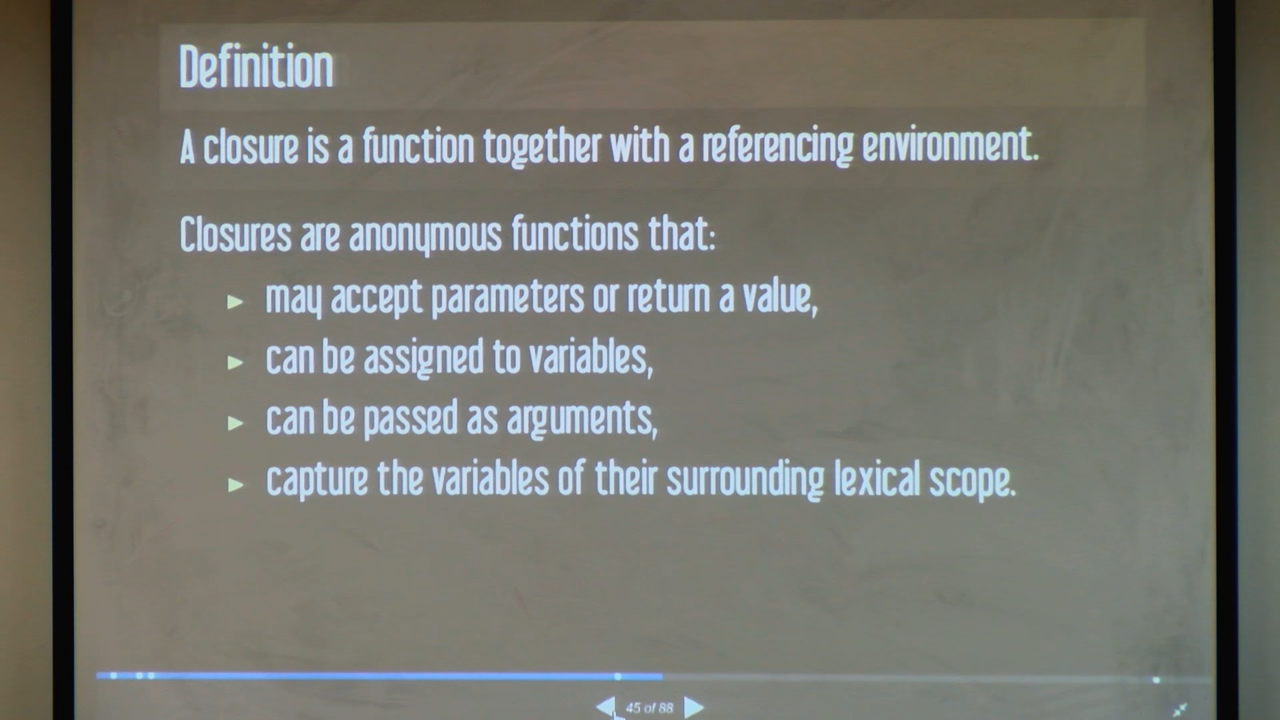 Definition
A closure is a function together with a referencing environment.
Closures are anonymous functions that:
may accept parameters or return a value,
can be assigned to variables,
can be passed as arguments,
capture the variables of their surrounding lexical scope.
45 of 88